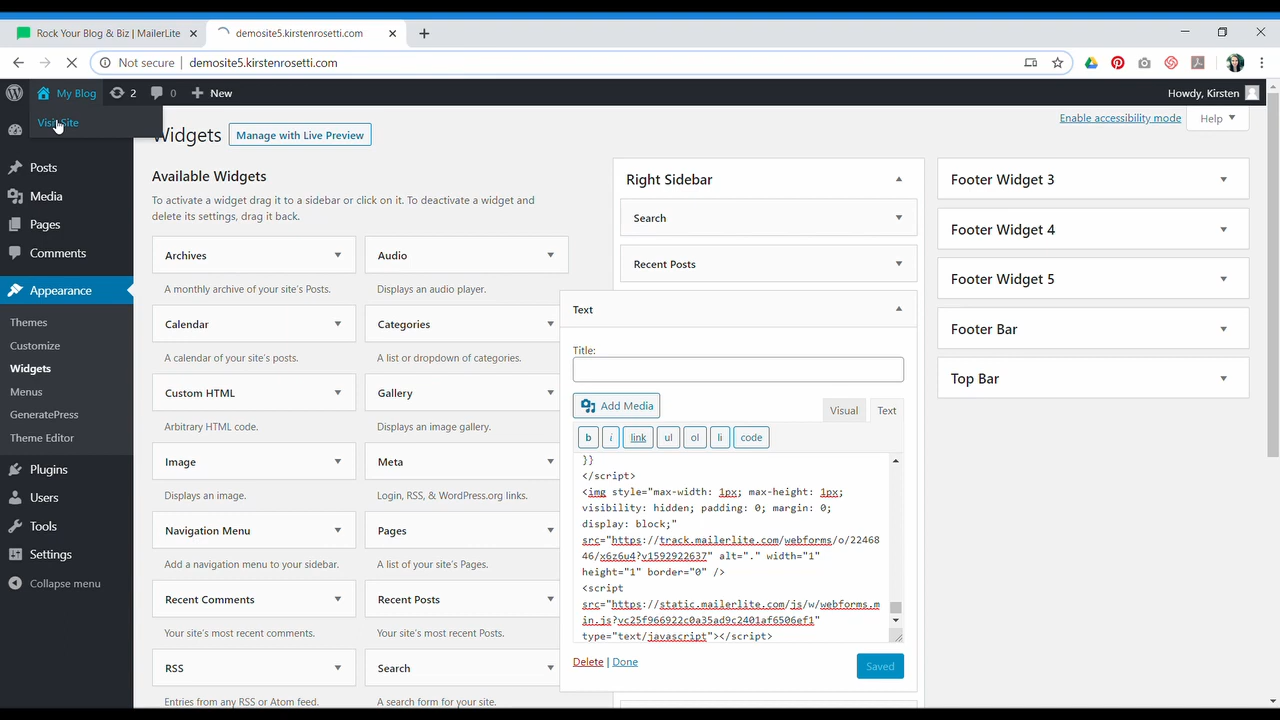 Rock Your Blog & Biz | MailerLite
demosite5.kirstenrosetti.com
Not secure | demosite5.kirstenrosetti.com
My Blog 2 0 New
Howdy, Kirsten
Visit Site
Widgets
Manage with Live Preview
Enable accessibility mode
Help
Posts
Media
Pages
Comments
Appearance
Themes
Customize
Widgets
Menus
GeneratePress
Theme Editor
Plugins
Users
Tools
Settings
Collapse menu
Available Widgets
To activate a widget drag it to a sidebar or click on it. To deactivate a widget and
delete its settings, drag it back.
Archives
A monthly archive of your site's Posts.
Audio
Displays an audio player.
Calendar
A calendar of your site's posts.
Categories
A list or dropdown of categories.
Custom HTML
Arbitrary HTML code.
Gallery
Displays an image gallery.
Image
Displays an image.
Meta
Login, RSS, & WordPress.org links.
Navigation Menu
Add a navigation menu to your sidebar.
Pages
A list of your site's Pages.
Recent Comments
Your site's most recent comments.
Recent Posts
Your site's most recent Posts.
RSS
Entries from any RSS or Atom feed.
Search
A search form for your site.
Right Sidebar
Search
Recent Posts
Text
Title:
Add Media
Visual
Text
b i link ul ol li code
}}
</script>
<img style="max-width: 1px; max-height: 1px;
visibility: hidden; padding: 0; margin: 0;
display: block;"
src="https://track.mailerlite.com/webforms/o/22468
46/x6z6u4?v1592922637" alt="." width="1"
height="1" border="0" />
<script
src="https://static.mailerlite.com/js/w/webforms.m
in.js?vc25f966922c0a35ad9c2401af6506ef1"
type="text/javascript"></script>
Delete | Done
Saved
Footer Widget 3
Footer Widget 4
Footer Widget 5
Footer Bar
Top Bar